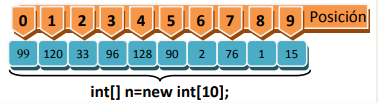 0 1 2 3 4 5 6 7 8 9 Posición
99 120 33 96 128 90 2 76 1 15
int[] n=new int[10];